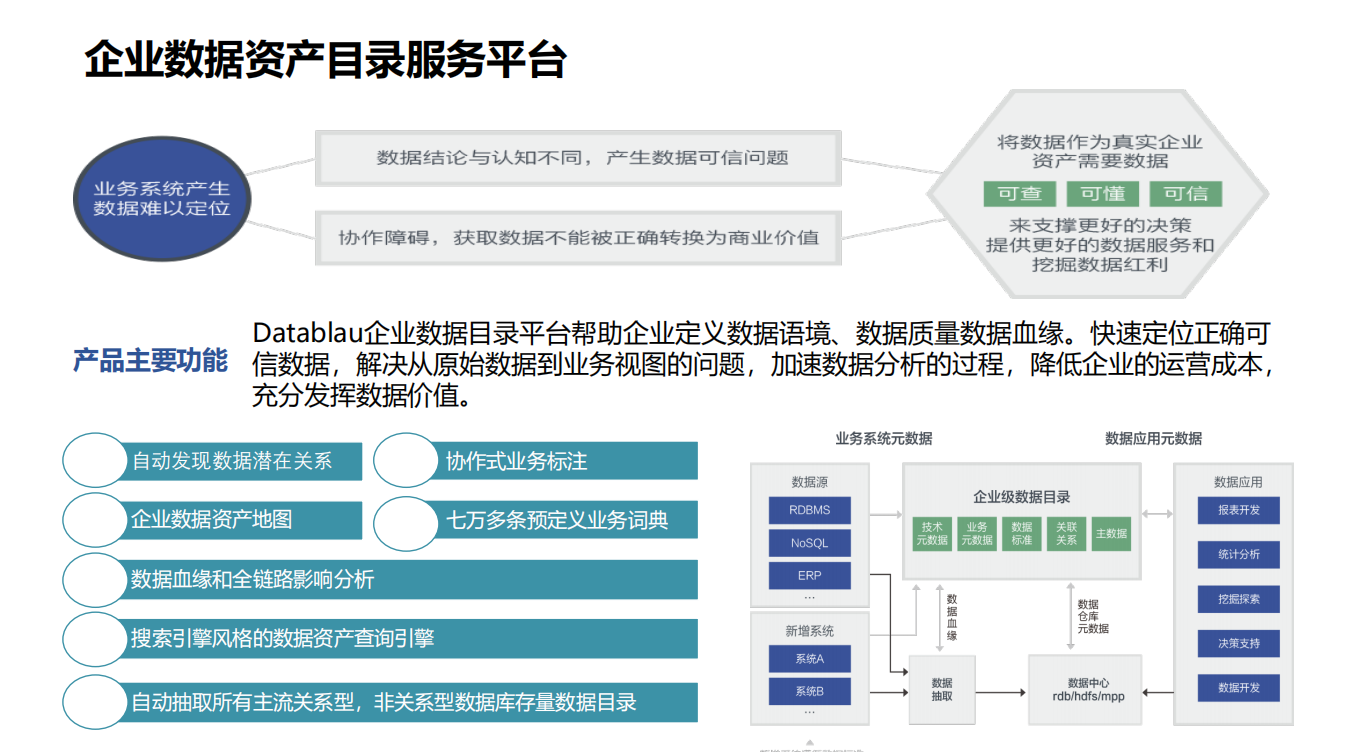 企业数据资产目录服务平台
业务系统产生
数据难以定位
数据结论与认知不同，产生数据可信问题
协作障碍，获取数据不能被正确转换为商业价值
将数据作为真实企业
资产需要数据
可查 可懂 可信
来支撑更好的决策
提供更好的数据服务和
挖掘数据红利
产品主要功能
Datablau企业数据目录平台帮助企业定义数据语境、数据质量数据血缘。快速定位正确可
信数据，解决从原始数据到业务视图的问题，加速数据分析的过程，降低企业的运营成本，
充分发挥数据价值。
自动发现数据潜在关系
协作式业务标注
企业数据资产地图
七万多条预定义业务词典
数据血缘和全链路影响分析
搜索引擎风格的数据资产查询引擎
自动抽取所有主流关系型，非关系型数据库存量数据目录
业务系统元数据
数据应用元数据
数据源
RDBMS
NoSQL
ERP
...
新增系统
系统A
系统B
...
企业级数据目录
技术
元数据
业务
元数据
数据
标准
关联
关系
主数据
数
据
血
缘
数据
仓库
元数据
数据
抽取
数据中心
rdb/hdfs/mpp
数据应用
报表开发
统计分析
挖掘探索
决策支持
数据开发